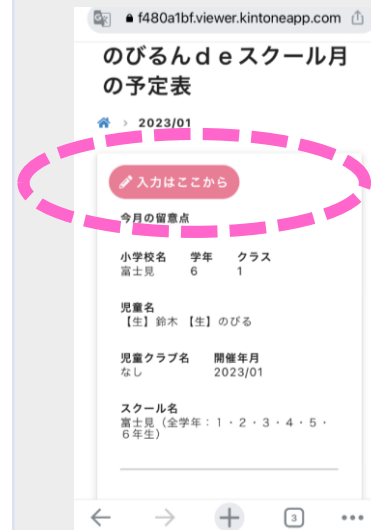 f480a1bf.viewer.kintoneapp.com
のびるんｄｅスクール月
の予定表
> 2023/01
入力はここから
今月の留意点
小学校名 学年 クラス
富士見 6 1
児童名
【生】鈴木 【生】のびる
児童クラブ名 開催年月
なし 2023/01
スクール名
富士見（全学年：１・２・３・４・５・
６年生）
3